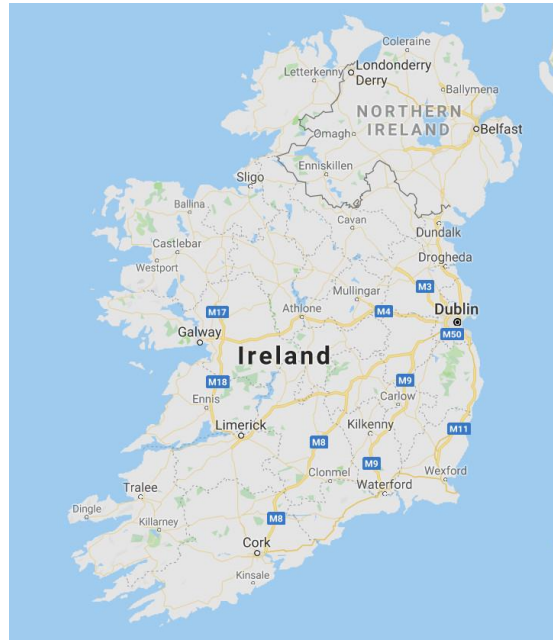 Coleraine
Londonderry
Derry
Letterkenny
Ballymena
NORTHERN
IRELAND
Omagh
Belfast
Enniskillen
Sligo
Ballina
Cavan
Dundalk
Castlebar
Drogheda
Westport
M3
Mullingar
Athlone
M17
M4
Dublin
Galway
M50
Ireland
M18
M9
Ennis
Carlow
Limerick
Kilkenny
M11
M8
M9
Clonmel
Wexford
Tralee
Waterford
Dingle
Killarney
M8
Cork
Kinsale